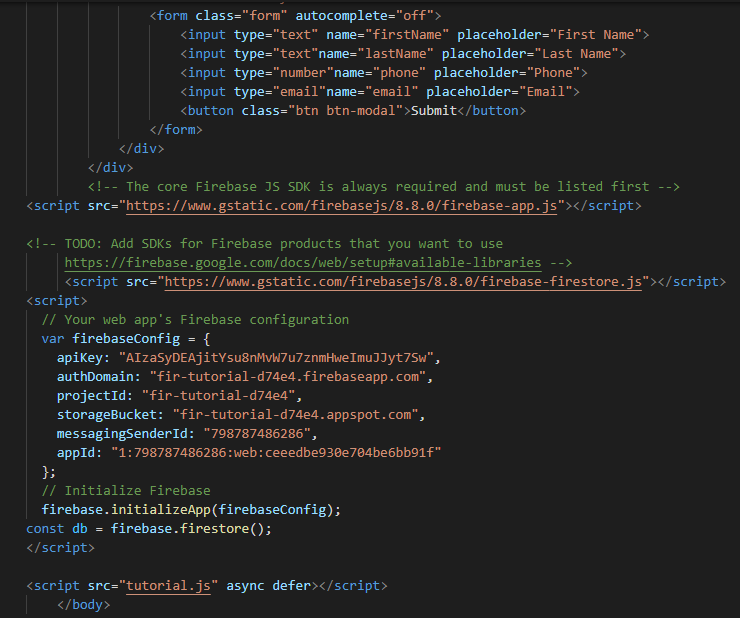 <form class="form" autocomplete="off">
<input type="text" name="firstName" placeholder="First Name">
<input type="text"name="lastName" placeholder="Last Name">
<input type="number"name="phone" placeholder="Phone">
<input type="email"name="email" placeholder="Email">
<button class="btn btn-modal">Submit</button>
</form>
</div>
</div>
<!-- The core Firebase JS SDK is always required and must be listed first -->
<script src="https://www.gstatic.com/firebasejs/8.8.0/firebase-app.js"></script>
<!-- TODO: Add SDKs for Firebase products that you want to use
https://firebase.google.com/docs/web/setup#available-libraries -->
<script src="https://www.gstatic.com/firebasejs/8.8.0/firebase-firestore.js"></script>
<script>
// Your web app's Firebase configuration
var firebaseConfig = {
apiKey: "AIzaSyDEAjitYsu8nMvW7u7znmHweImuJJyt7Sw",
authDomain: "fir-tutorial-d74e4.firebaseapp.com",
projectId: "fir-tutorial-d74e4",
storageBucket: "fir-tutorial-d74e4.appspot.com",
messagingSenderId: "798787486286",
appId: "1:798787486286:web:ceeedbe930e704be6bb91f"
};
// Initialize Firebase
firebase.initializeApp(firebaseConfig);
const db = firebase.firestore();
</script>
<script src="tutorial.js" async defer></script>
</body>